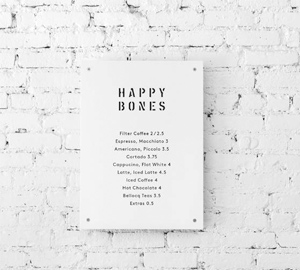 HAPPY
BONES
Filter Coffee 2/2.5
Espresso, Macchiato 3
Americano, Piccolo 3.5
Cortado 3.75
Cappucino, Flat White 4
Latte, Iced Latte 4.5
Iced Coffee 4
Hot Chocolate 4
Bellocq Teas 3.5
Extras 0.5